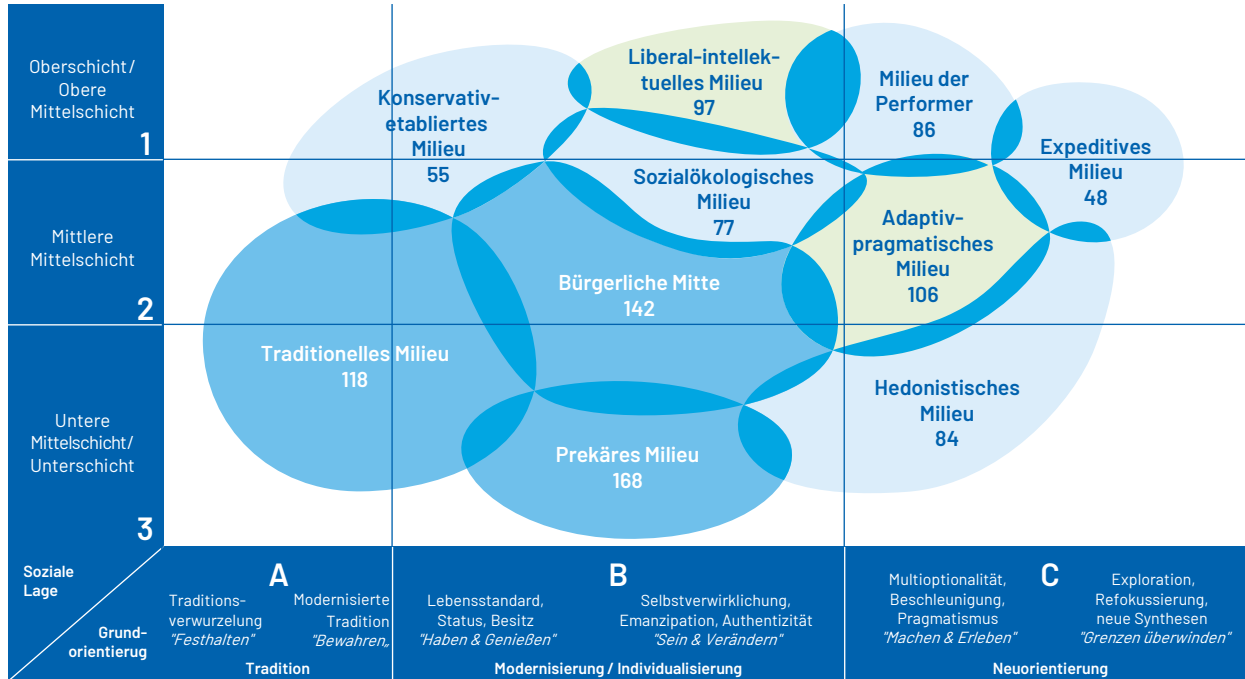 Oberschicht/
Obere
Mittelschicht
1
Mittlere
Mittelschicht
2
Untere
Mittelschicht/
Unterschicht
3
Konservativ-
etabliertes
Milieu
55
Liberal-intellek-
tuelles Milieu
97
Milieu der
Performer
86
Expeditives
Milieu
48
Sozialökologisches
Milieu
77
Adaptiv-
pragmatisches
Milieu
106
Bürgerliche Mitte
142
Traditionelles Milieu
118
Hedonistisches
Milieu
84
Prekäres Milieu
168
Soziale
Lage
Grund-
orientierug
A
Traditions-
verwurzelung
"Festhalten"
Modernisierte
Tradition
"Bewahren„
Tradition
B
Lebensstandard,
Status, Besitz
"Haben & Genießen"
Selbstverwirklichung,
Emanzipation, Authentizität
"Sein & Verändern"
Modernisierung / Individualisierung
C
Multioptionalität,
Beschleunigung,
Pragmatismus
"Machen & Erleben"
Exploration,
Refokussierung,
neue Synthesen
"Grenzen überwinden"
Neuorientierung